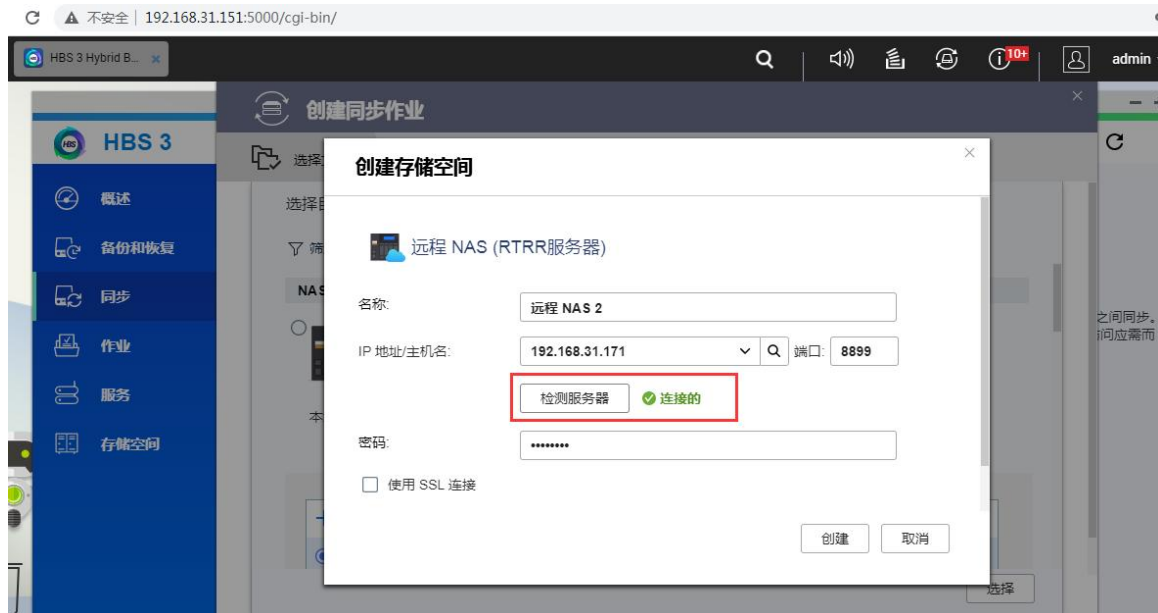 不安全 192.168.31.151:5000/cgi-bin/
HBS 3 Hybrid B...
10+
admin
HBS
HBS 3
概述
备份和恢复
同步
作业
服务
存储空间
创建同步作业
选择
选择
筛
NAS
本
创建存储空间
远程 NAS (RTRR服务器)
名称: 远程 NAS 2
IP 地址/主机名: 192.168.31.171 端口: 8899
检测服务器 连接的
密码: ••••••••
使用 SSL 连接
创建 取消
选择
之间同步。
问应需而